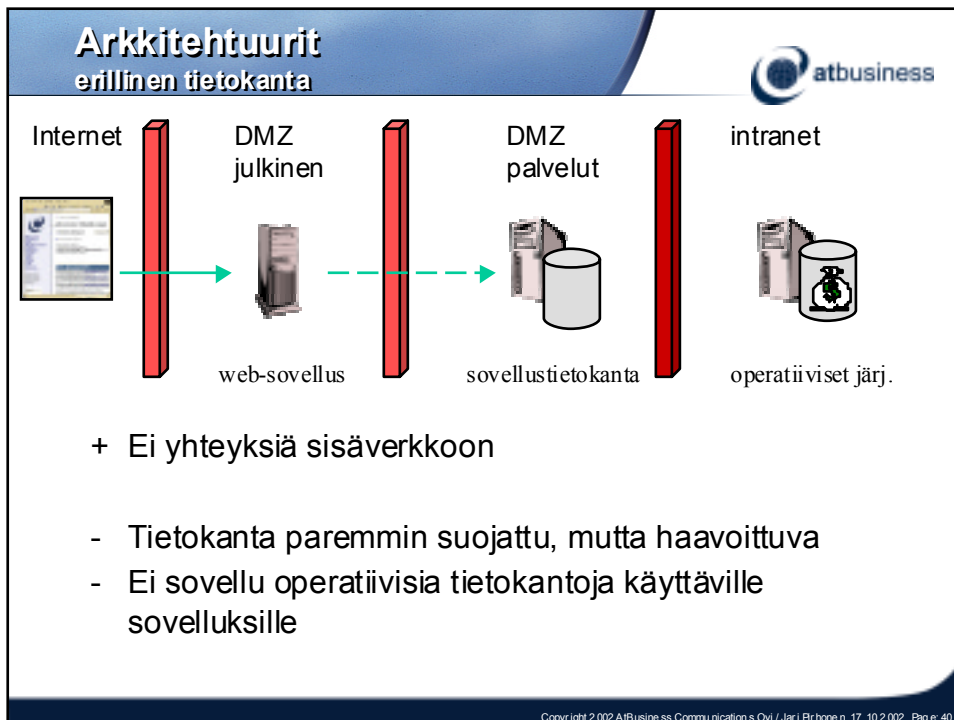 Arkkitehtuurit
erillinen tietokanta
atbusiness
Internet
DMZ
julkinen
DMZ
palvelut
intranet
web-sovellus
sovellustietokanta
operatiiviset järj.
+ Ei yhteyksiä sisäverkkoon
- Tietokanta paremmin suojattu, mutta haavoittuva
- Ei sovellu operatiivisia tietokantoja käyttäville
sovelluksille
Copyright 2002 AtBusiness Communications Oyj / Jari Pirhonen 17.10.2002 Page: 40